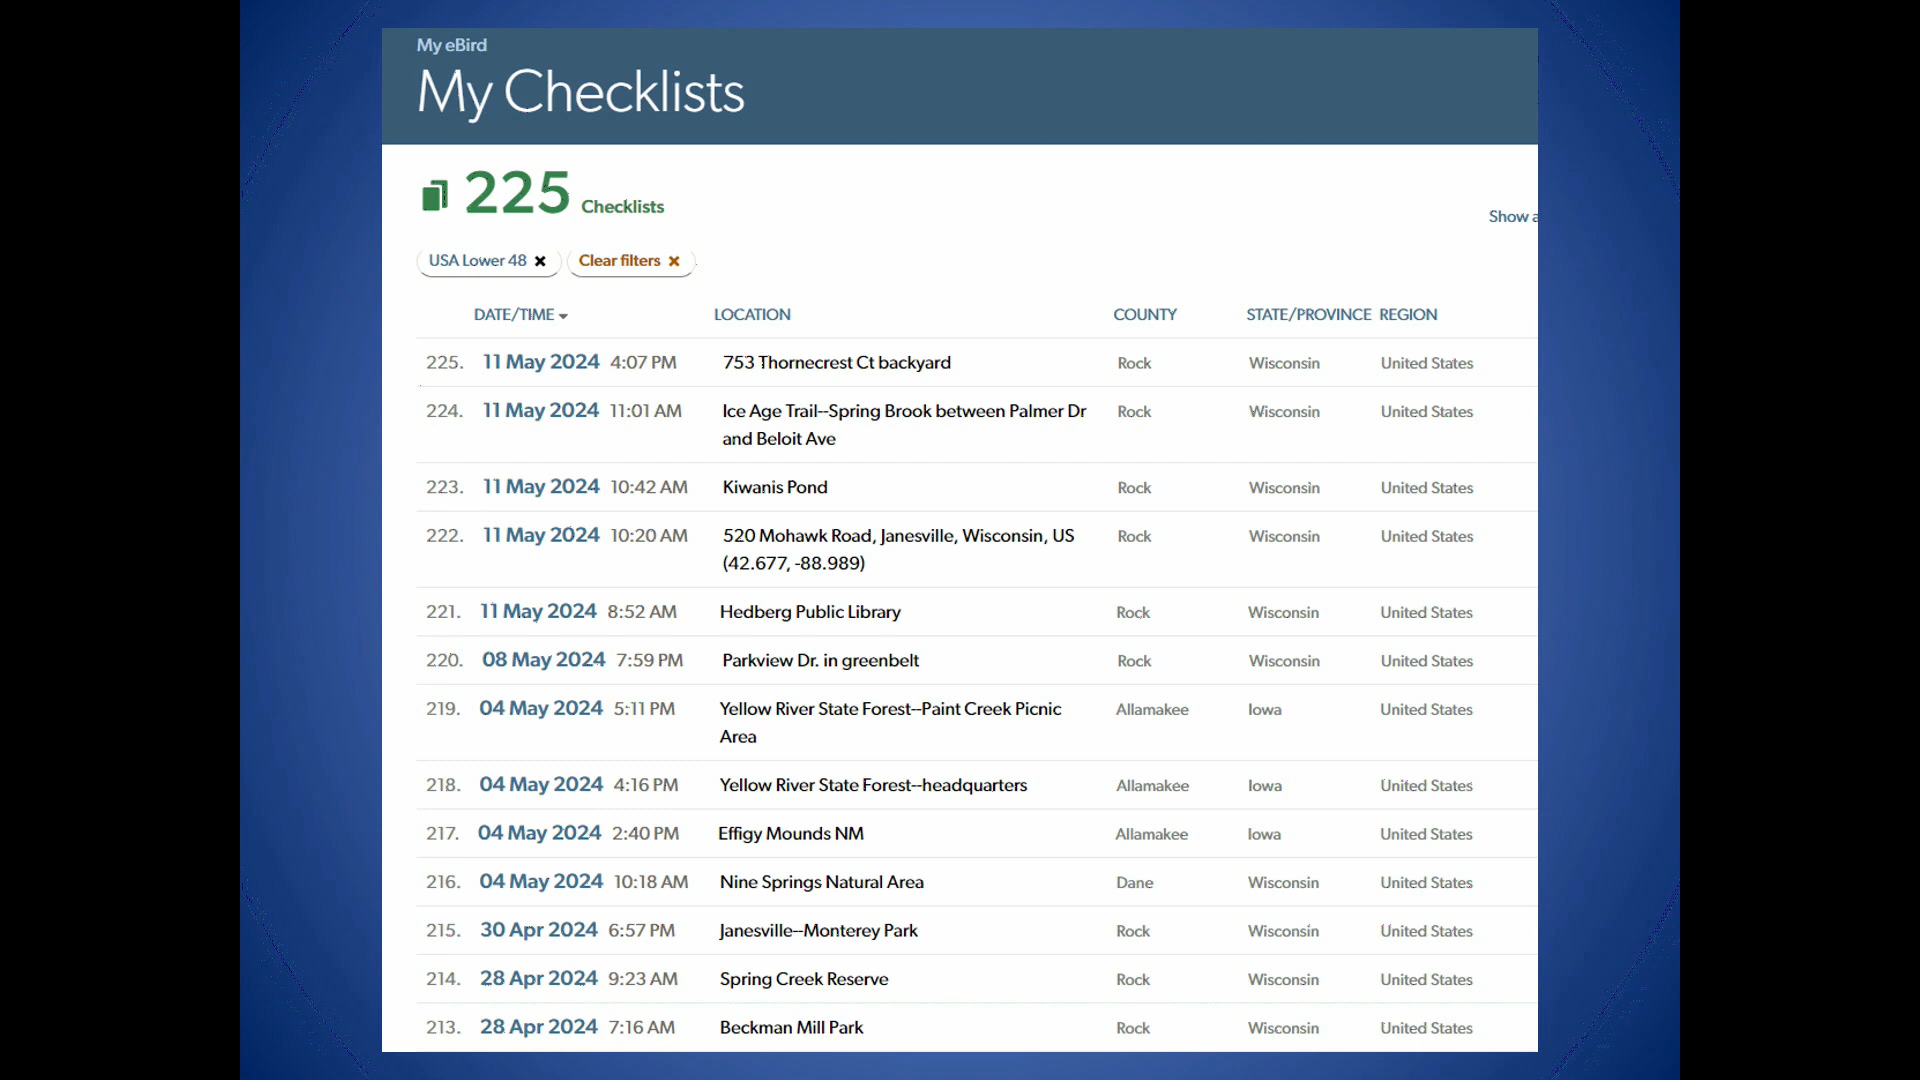 My eBird
My Checklists
225 Checklists
Show a
USA Lower 48 ×
Clear filters ×
DATE/TIME LOCATION COUNTY STATE/PROVINCE REGION
225. 11 May 2024 4:07 PM 753 Thornecrest Ct backyard Rock Wisconsin United States
224. 11 May 2024 11:01 AM Ice Age Trail--Spring Brook between Palmer Dr Rock Wisconsin United States
and Beloit Ave
223. 11 May 2024 10:42 AM Kiwanis Pond Rock Wisconsin United States
222. 11 May 2024 10:20 AM 520 Mohawk Road, Janesville, Wisconsin, US Rock Wisconsin United States
(42.677, -88.989)
221. 11 May 2024 8:52 AM Hedberg Public Library Rock Wisconsin United States
220. 08 May 2024 7:59 PM Parkview Dr. in greenbelt Rock Wisconsin United States
219. 04 May 2024 5:11 PM Yellow River State Forest--Paint Creek Picnic Allamakee Iowa United States
Area
218. 04 May 2024 4:16 PM Yellow River State Forest--headquarters Allamakee Iowa United States
217. 04 May 2024 2:40 PM Effigy Mounds NM Allamakee Iowa United States
216. 04 May 2024 10:18 AM Nine Springs Natural Area Dane Wisconsin United States
215. 30 Apr 2024 6:57 PM Janesville--Monterey Park Rock Wisconsin United States
214. 28 Apr 2024 9:23 AM Spring Creek Reserve Rock Wisconsin United States
213. 28 Apr 2024 7:16 AM Beckman Mill Park Rock Wisconsin United States